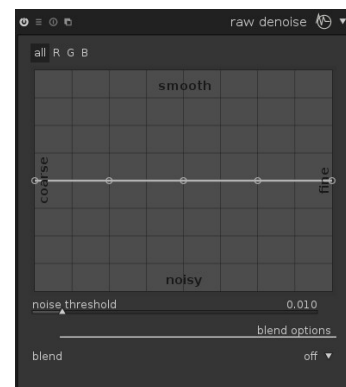 raw denoise
all R G B
smooth
coarse
fine
noisy
noise threshold 0.010
blend options
blend off